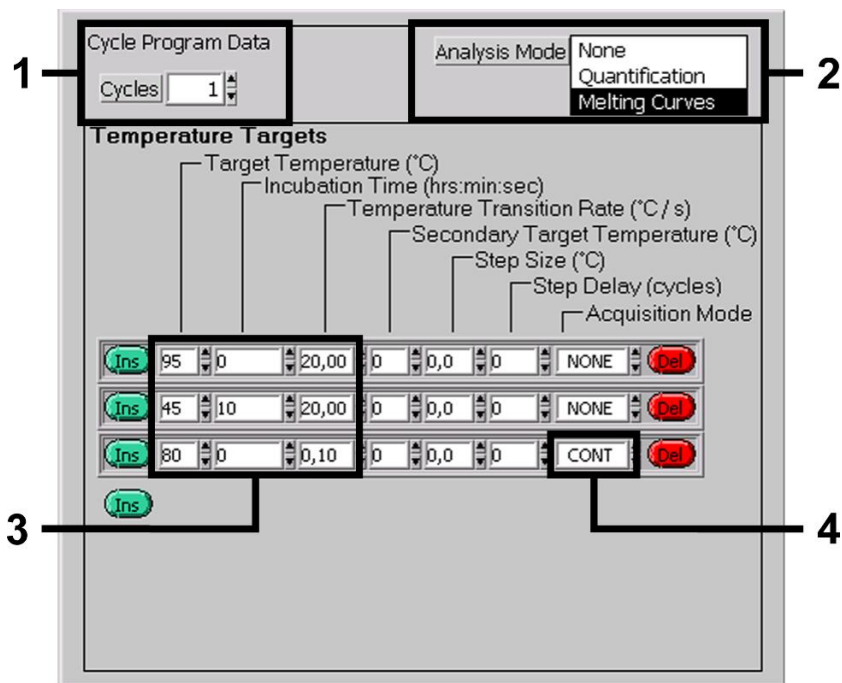 Cycle Program Data
Cycles 1
Analysis Mode None
Quantification
Melting Curves
1
2
Temperature Targets
Target Temperature (°C)
Incubation Time (hrs:min:sec)
Temperature Transition Rate (°C / s)
Secondary Target Temperature (°C)
Step Size (°C)
Step Delay (cycles)
Acquisition Mode
Ins 95 0 20,00 0 0,0 0 NONE Del
Ins 45 10 20,00 0 0,0 0 NONE Del
Ins 80 0 0,10 0 0,0 0 CONT Del
Ins
3
4